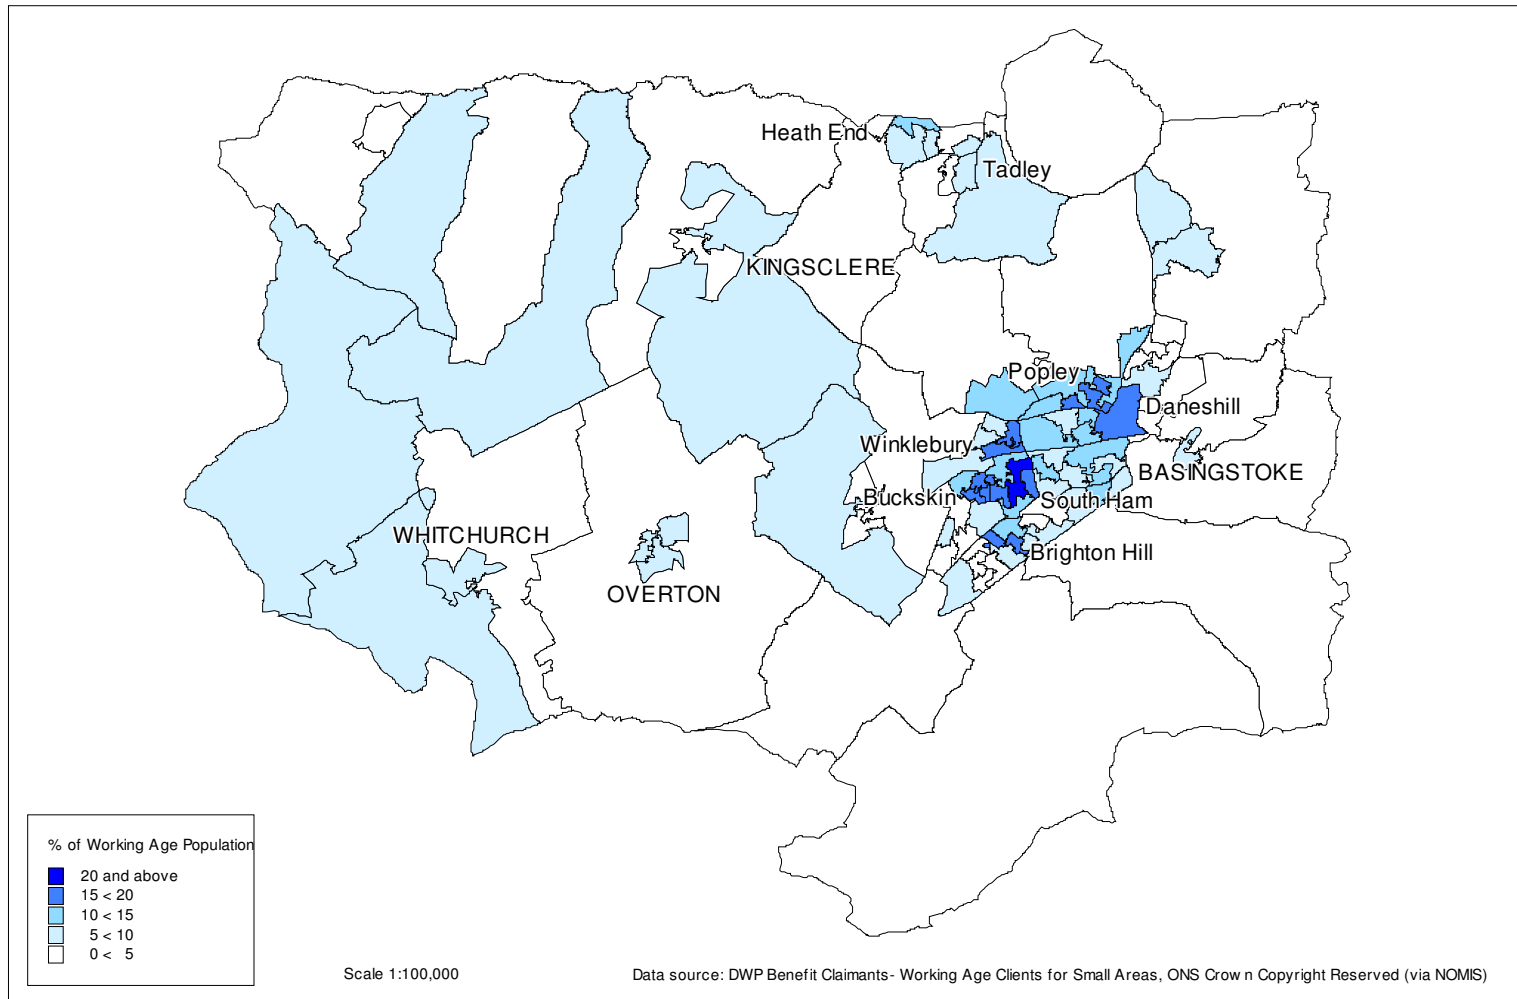 Heath End
Tadley
KINGSCLERE
Popley
Daneshill
Winklebury
BASINGSTOKE
Buckskin
South Ham
WHITCHURCH
Brighton Hill
OVERTON
% of Working Age Population
20 and above
15 < 20
10 < 15
5 < 10
0 < 5
Scale 1:100,000
Data source: DWP Benefit Claimants- Working Age Clients for Small Areas, ONS Crown Copyright Reserved (via NOMIS)